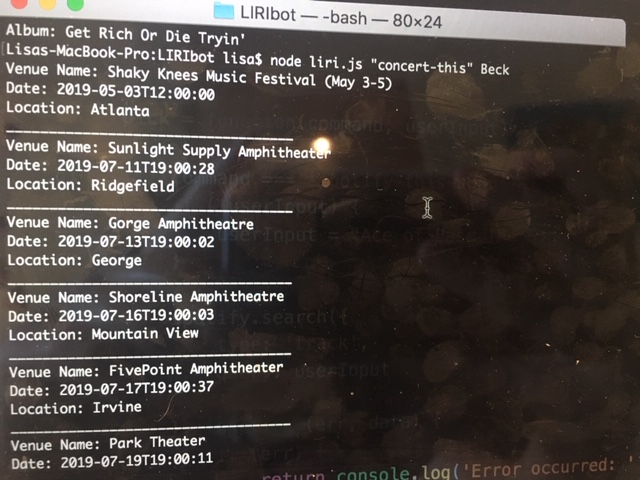 LIRIbot — -bash — 80×24
Album: Get Rich Or Die Tryin'
[Lisas-MacBook-Pro:LIRIbot lisa$ node liri.js "concert-this" Beck
Venue Name: Shaky Knees Music Festival (May 3-5)
Date: 2019-05-03T12:00:00
Location: Atlanta
Venue Name: Sunlight Supply Amphitheater
Date: 2019-07-11T19:00:28
Location: Ridgefield
Venue Name: Gorge Amphitheatre
Date: 2019-07-13T19:00:02
Location: George
Venue Name: Shoreline Amphitheatre
Date: 2019-07-16T19:00:03
Location: Mountain View
Venue Name: FivePoint Amphitheater
Date: 2019-07-17T19:00:37
Location: Irvine
Venue Name: Park Theater
Date: 2019-07-19T19:00:11
return console.log('Error occurred: '